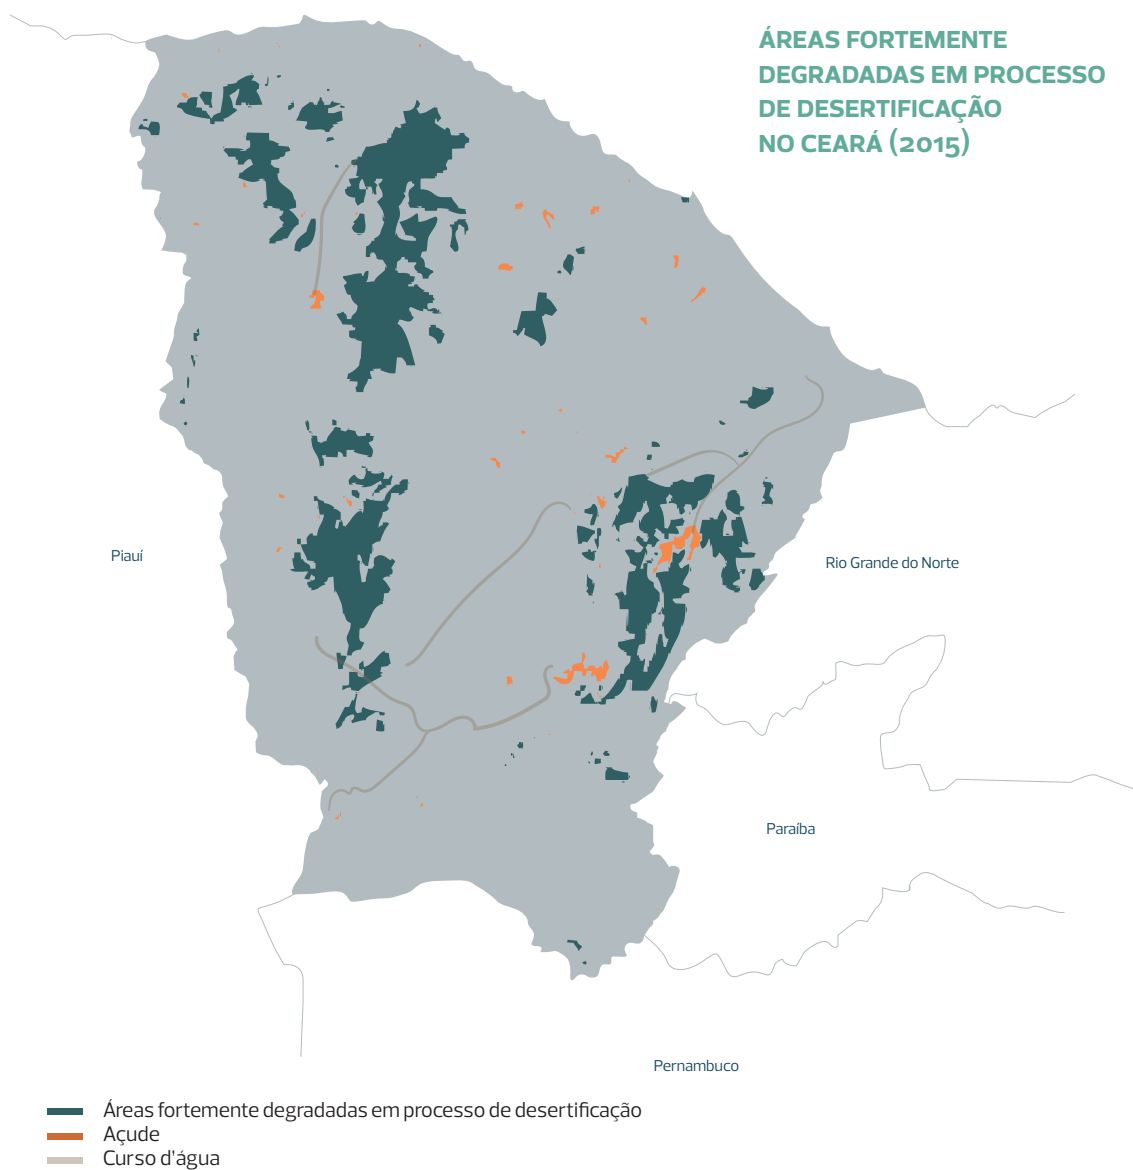 ÁREAS FORTEMENTE
DEGRADADAS EM PROCESSO
DE DESERTIFICAÇÃO
NO CEARÁ (2015)
Piauí
Rio Grande do Norte
Paraíba
Pernambuco
Áreas fortemente degradadas em processo de desertificação
Açude
Curso d'água